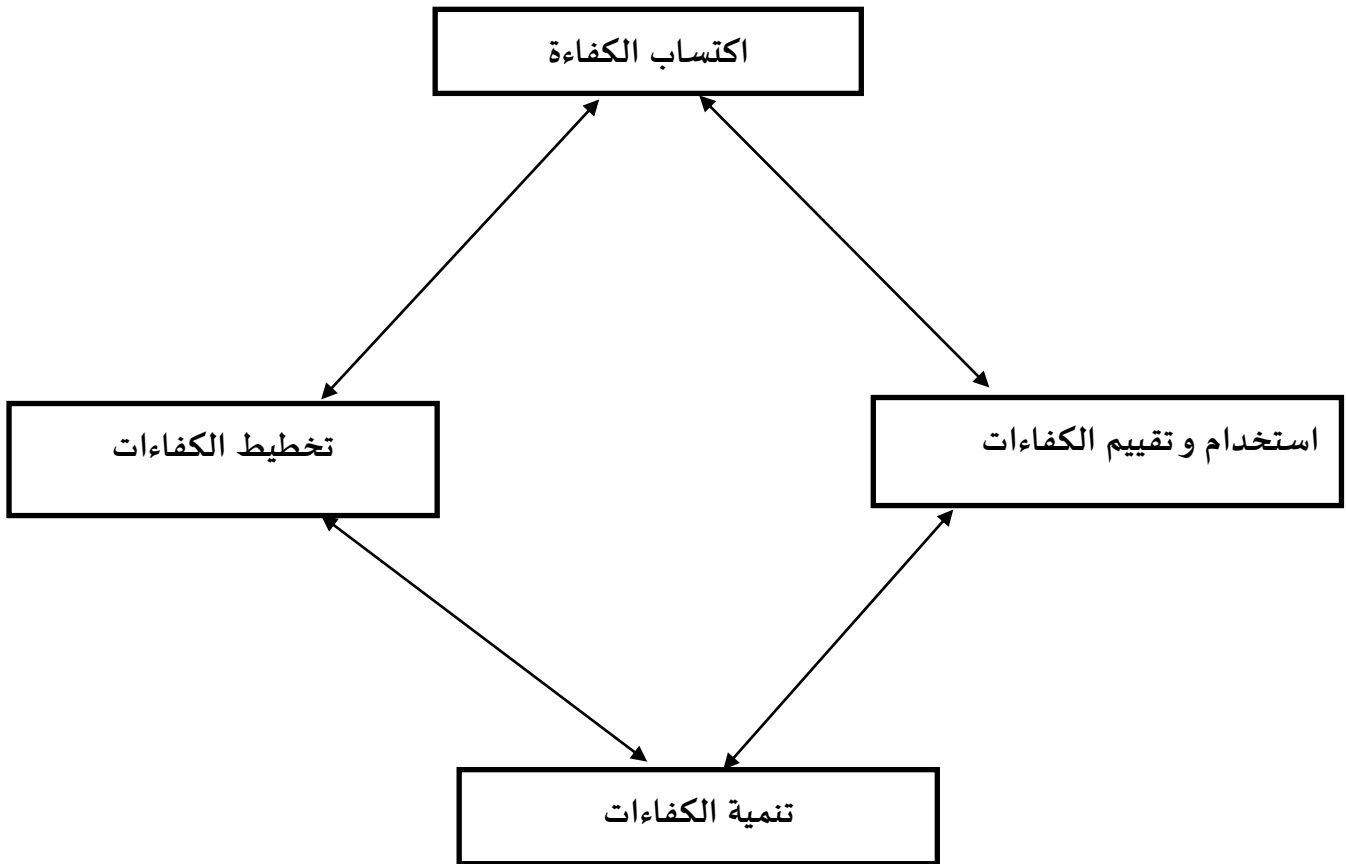 اكتساب الكفاءة
استخدام و تقييم الكفاءات
تخطيط الكفاءات
تنمية الكفاءات